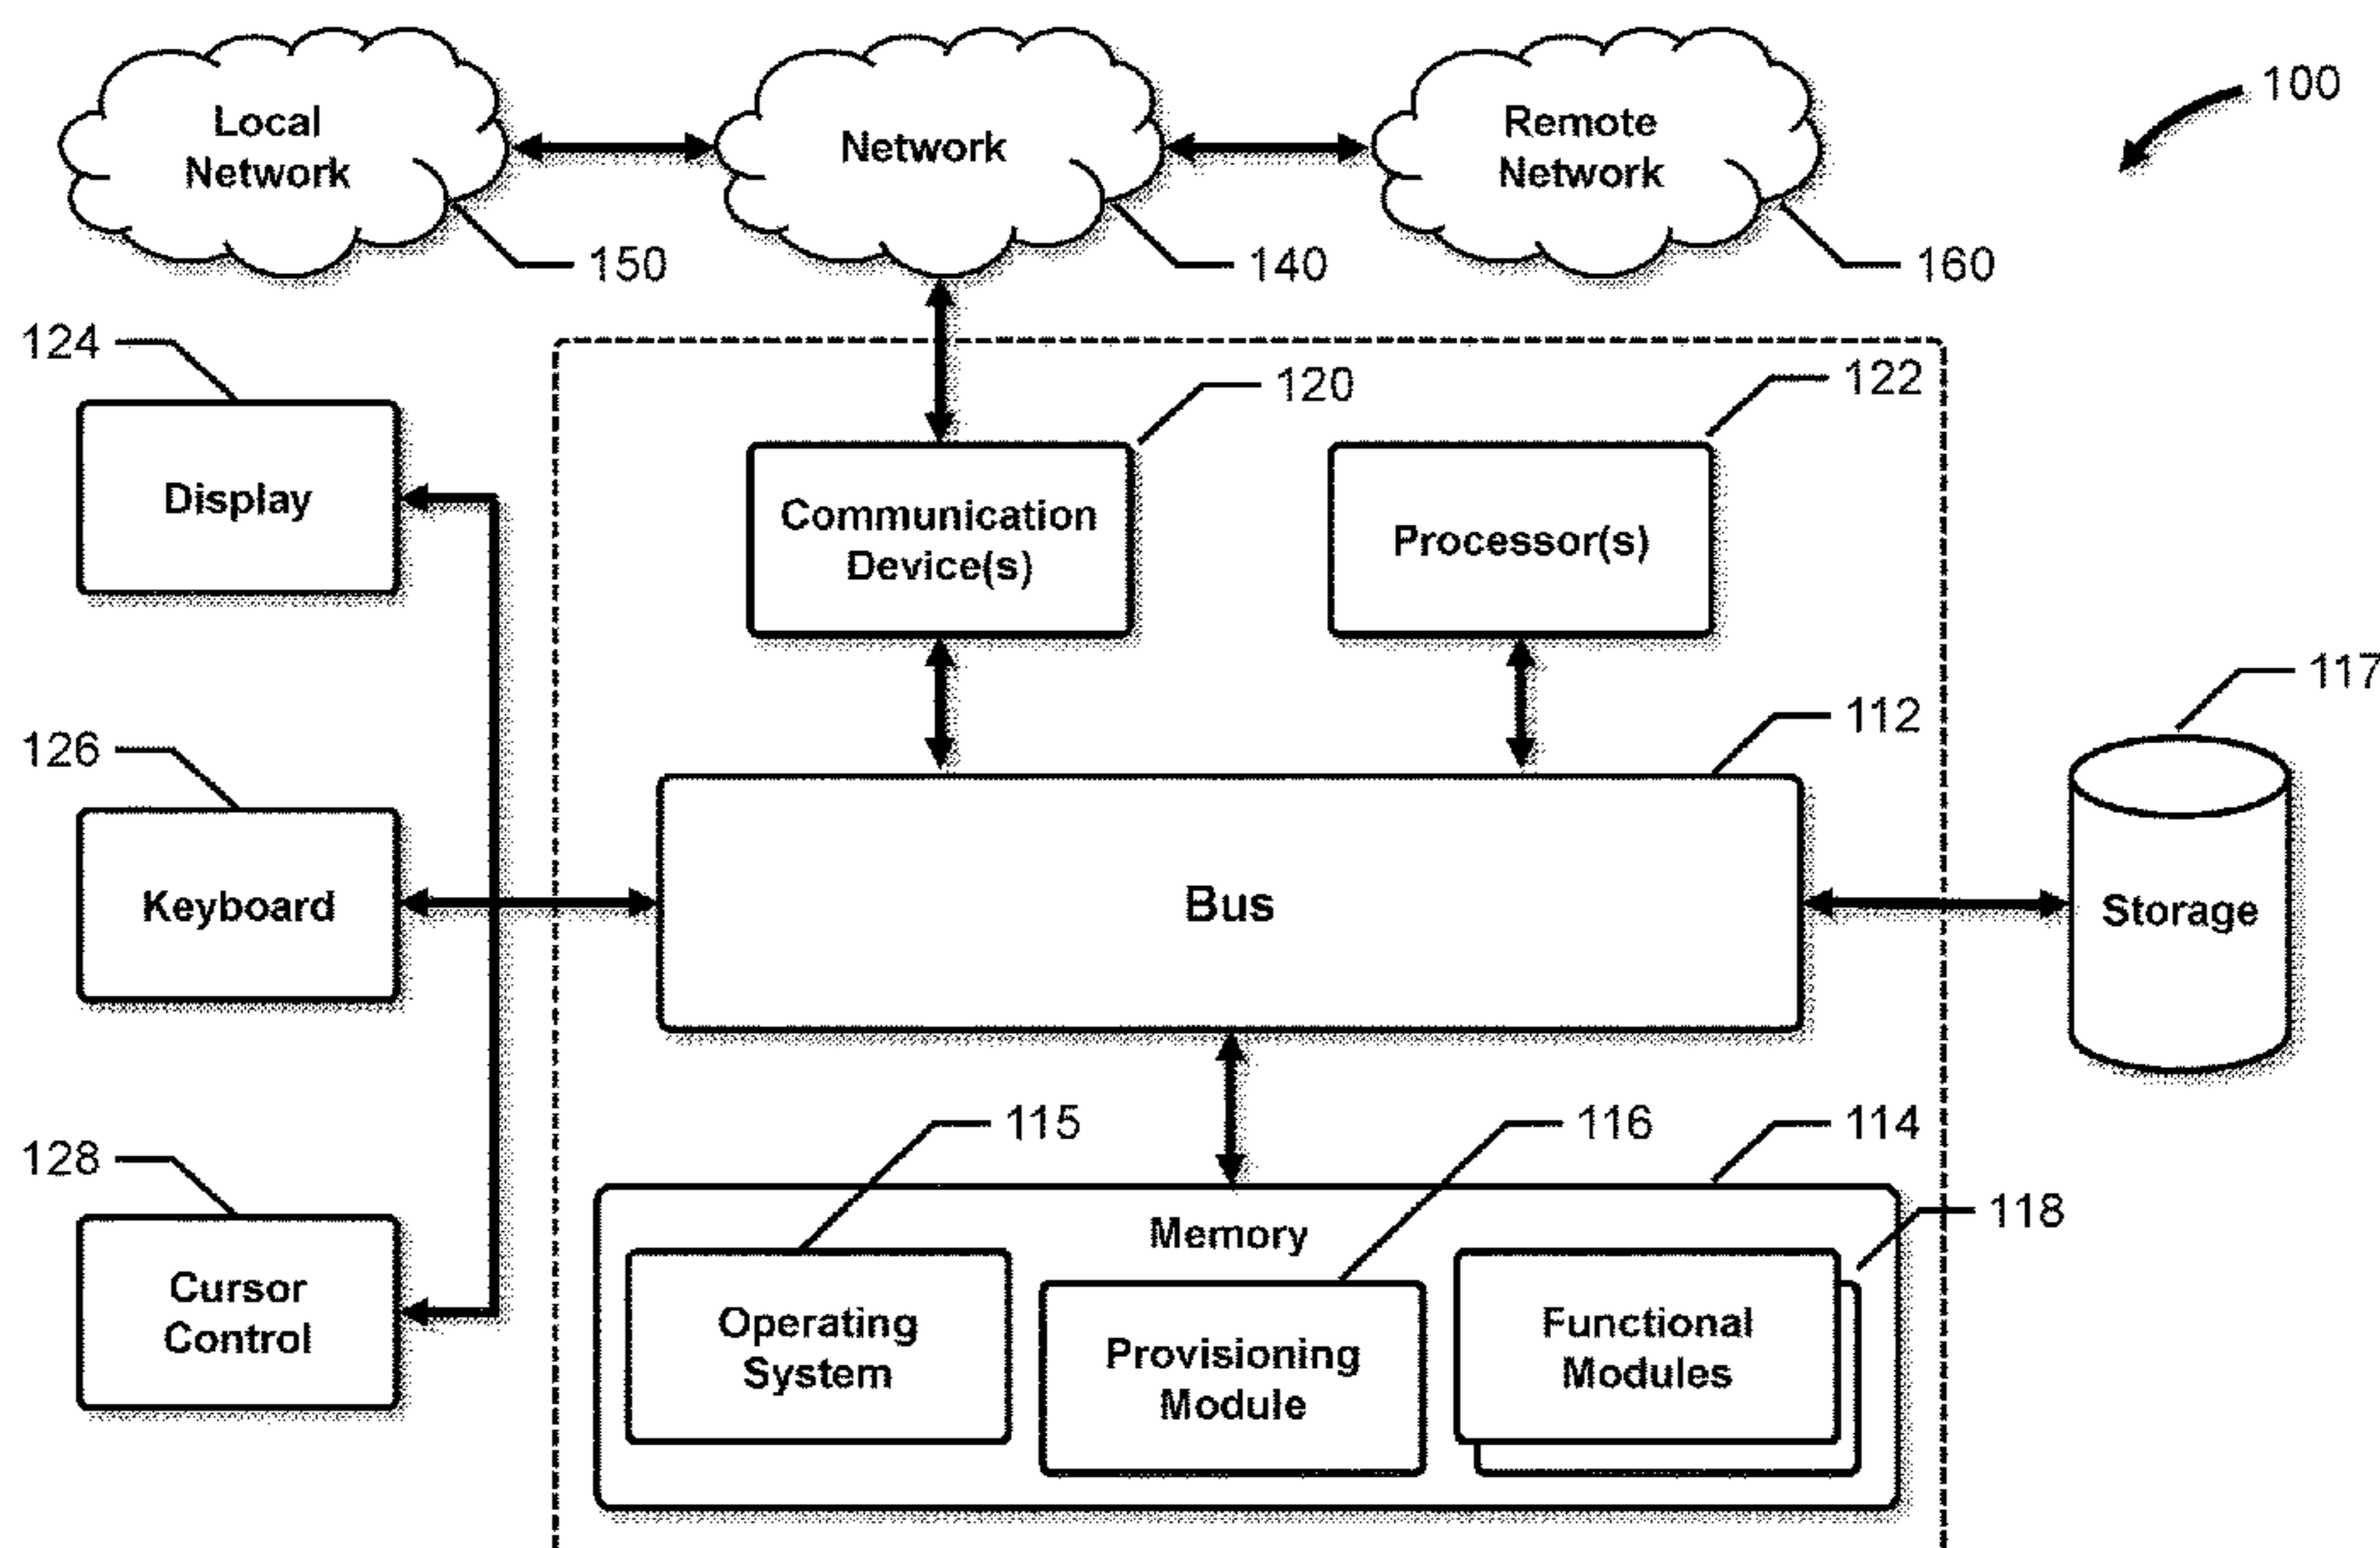 Local
Network
Network
Remote
Network
100
150
140
160
124
120
122
Display
Communication
Device(s)
Processor(s)
117
112
126
Keyboard
Bus
Storage
115
116
114
128
118
Memory
Cursor
Control
Operating
System
Provisioning
Module
Functional
Modules